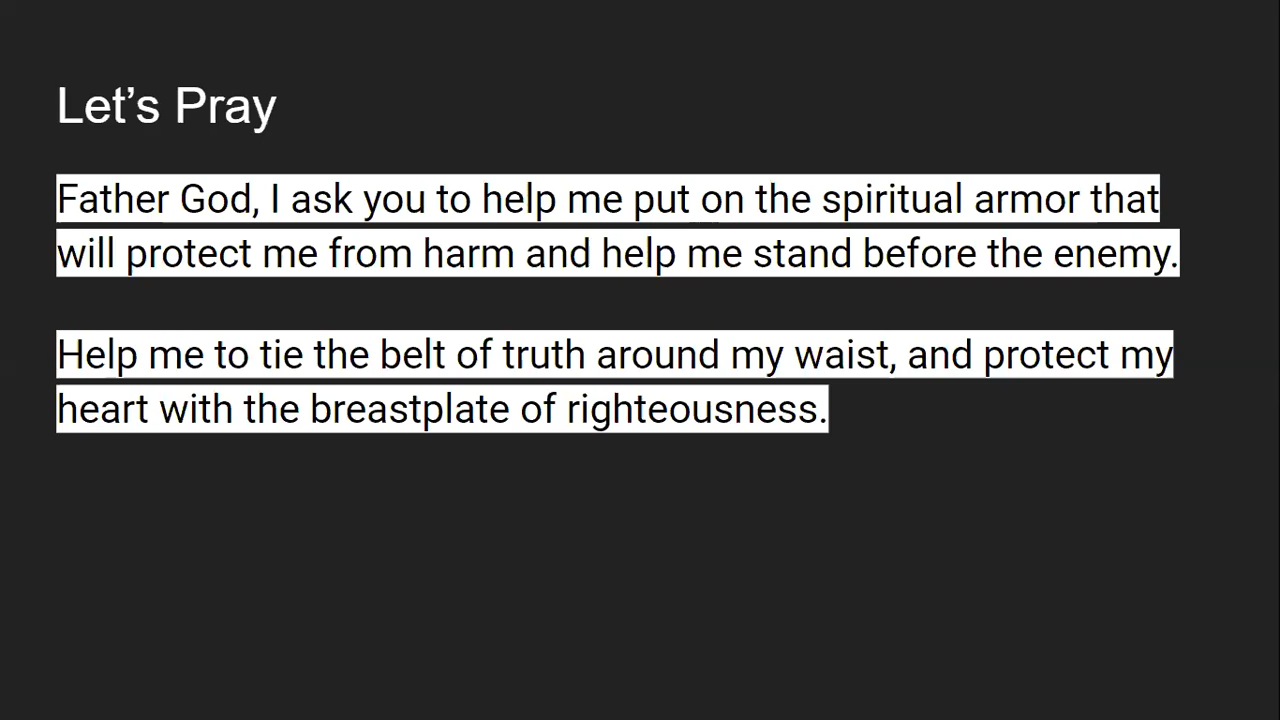 Let’s Pray
Father God, I ask you to help me put on the spiritual armor that
will protect me from harm and help me stand before the enemy.
Help me to tie the belt of truth around my waist, and protect my
heart with the breastplate of righteousness.